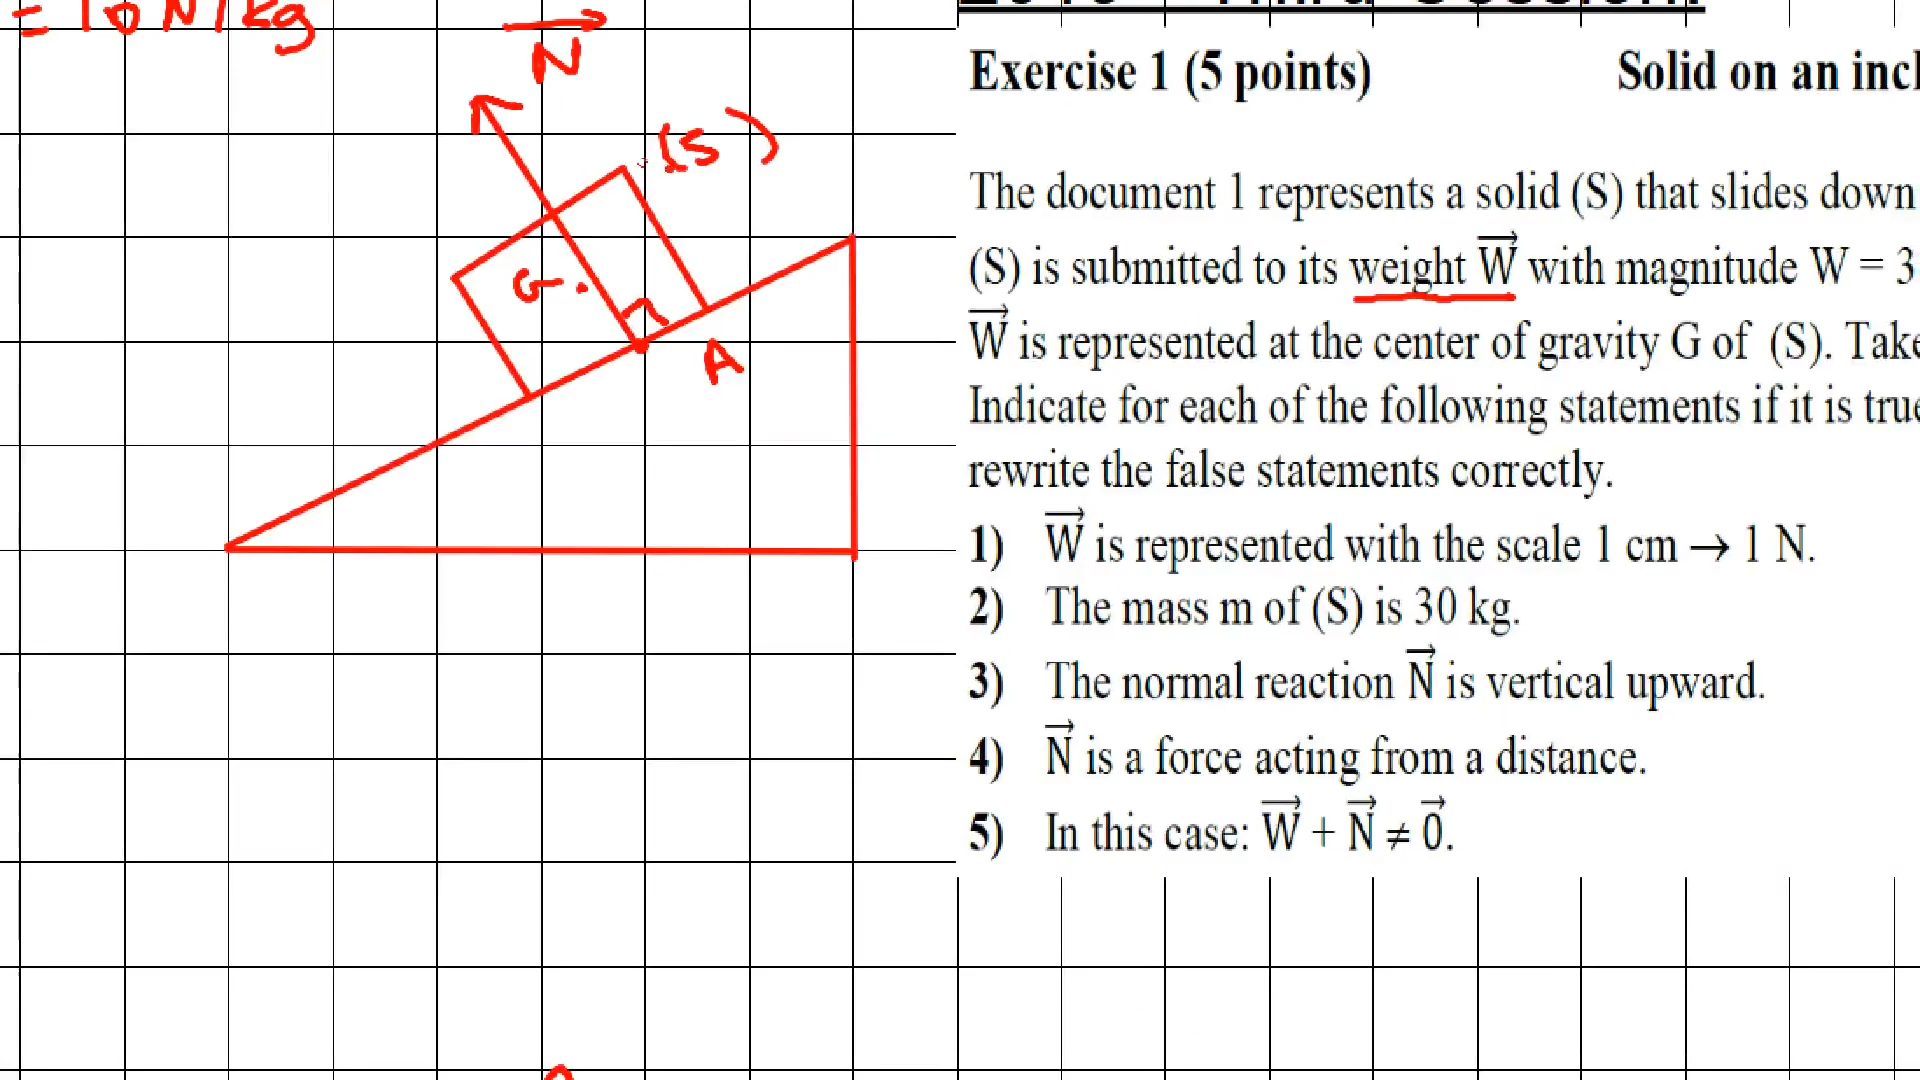 = 10 N/kg
N
(S)
G
A
Exercise 1 (5 points) Solid on an incl
The document 1 represents a solid (S) that slides down
(S) is submitted to its weight W⃗ with magnitude W = 3
W⃗ is represented at the center of gravity G of (S). Take
Indicate for each of the following statements if it is true
rewrite the false statements correctly.
1) W⃗ is represented with the scale 1 cm → 1 N.
2) The mass m of (S) is 30 kg.
3) The normal reaction N⃗ is vertical upward.
4) N⃗ is a force acting from a distance.
5) In this case: W⃗ + N⃗ ≠ 0⃗.